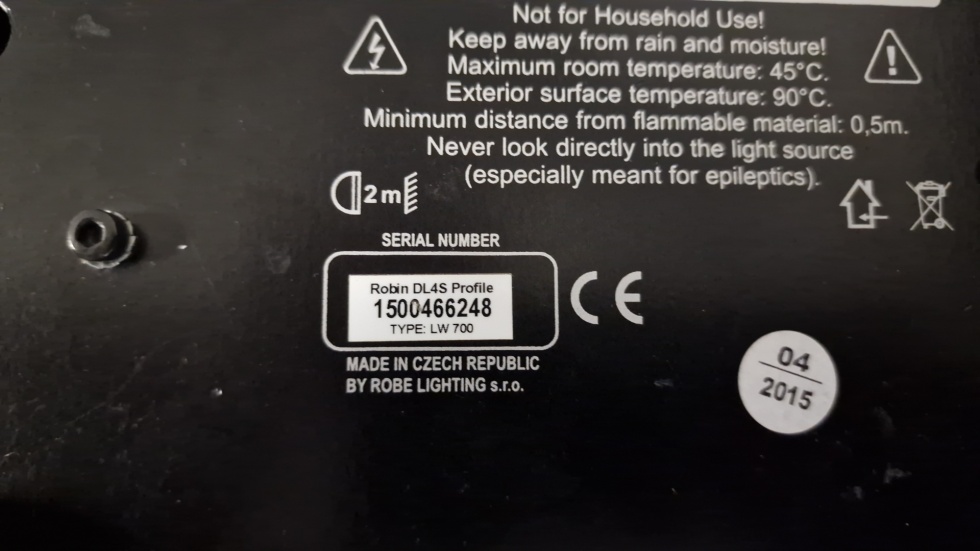 Not for Household Use!
Keep away from rain and moisture!
Maximum room temperature: 45°C.
Exterior surface temperature: 90°C.
Minimum distance from flammable material: 0,5m.
Never look directly into the light source
(especially meant for epileptics).
2m
SERIAL NUMBER
Robin DL4S Profile
1500466248
TYPE: LW 700
CE
MADE IN CZECH REPUBLIC
BY ROBE LIGHTING s.r.o.
04
2015